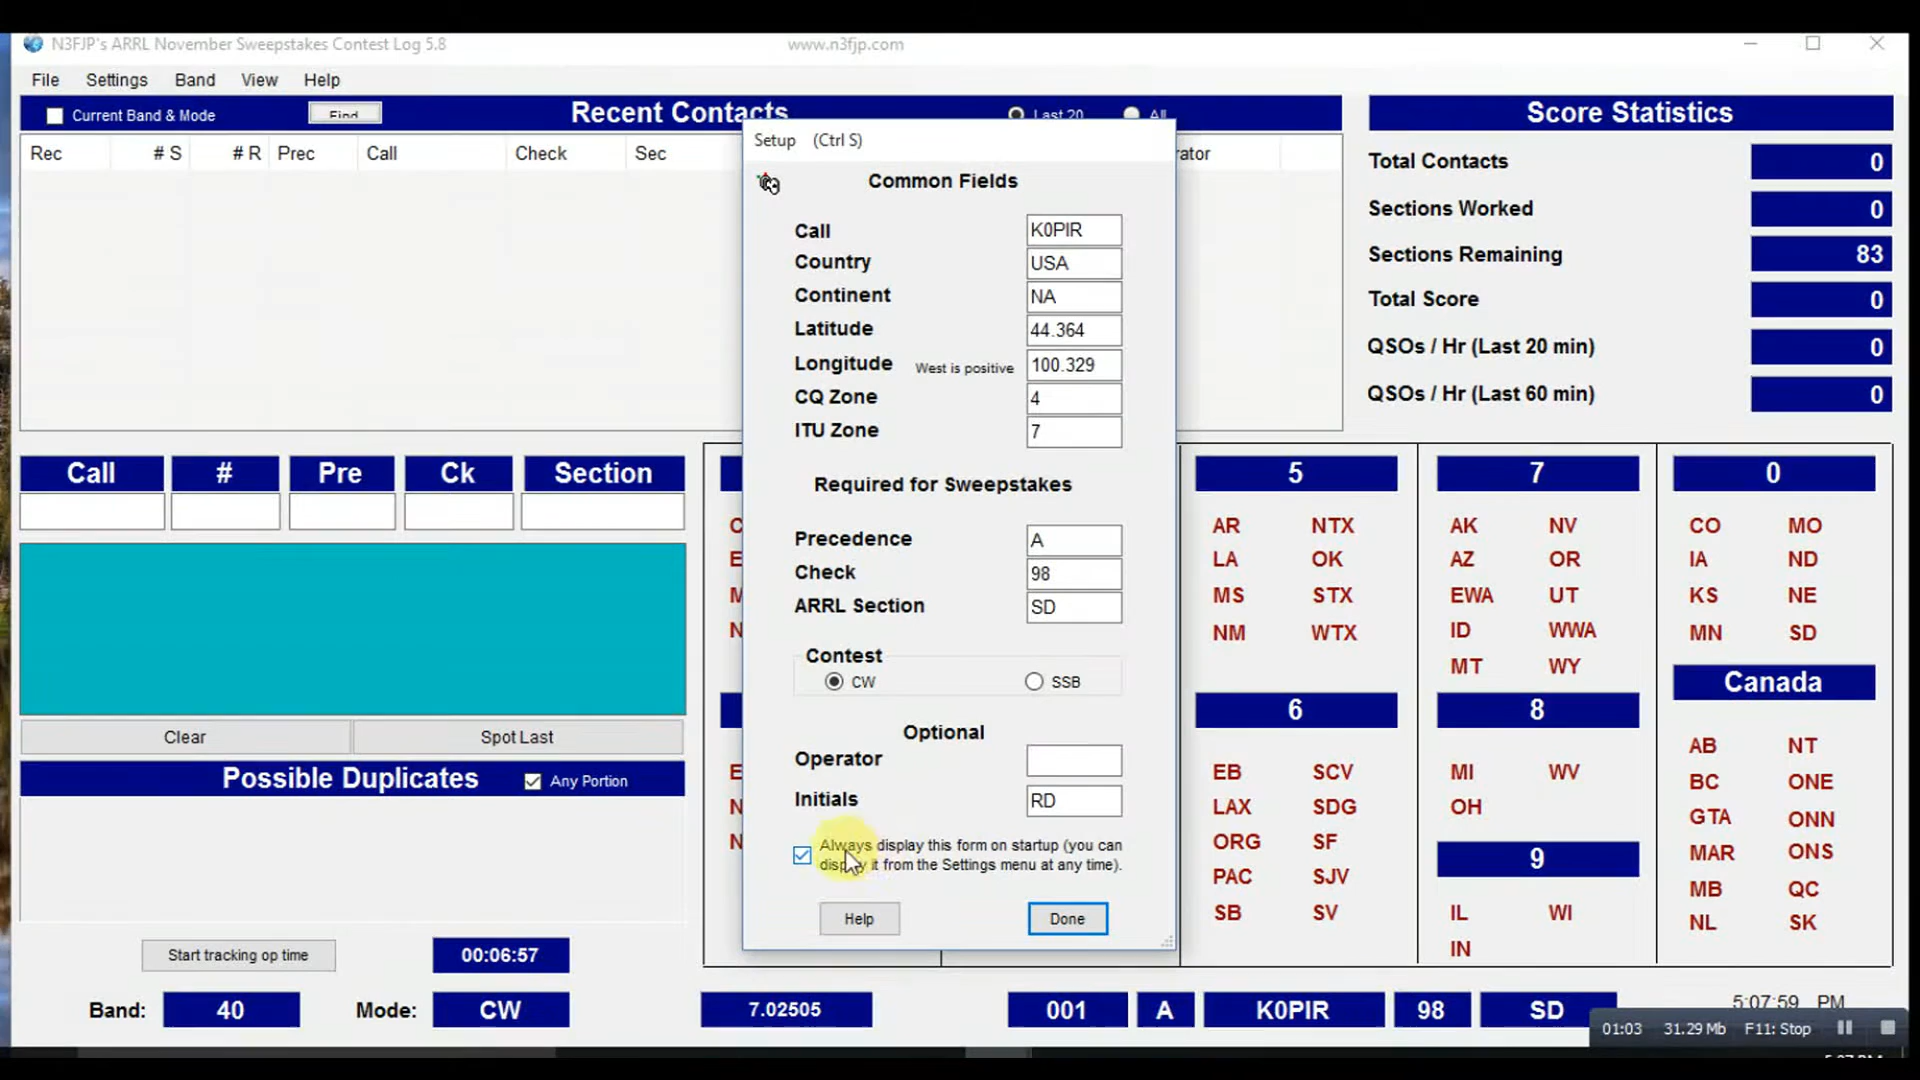 N3FJP's ARRL November Sweepstakes Contest Log 5.8 www.n3fjp.com
File Settings Band View Help
Current Band & Mode Find Recent Contacts Last 20 All
Rec # S # R Prec Call Check Sec
Score Statistics
Total Contacts 0
Sections Worked 0
Sections Remaining 83
Total Score 0
QSOs / Hr (Last 20 min) 0
QSOs / Hr (Last 60 min) 0
Setup (Ctrl S)
Common Fields
Call K0PIR
Country USA
Continent NA
Latitude 44.364
Longitude West is positive 100.329
CQ Zone 4
ITU Zone 7
Required for Sweepstakes
Precedence A
Check 98
ARRL Section SD
Contest
CW SSB
Optional
Operator
Initials RD
Always display this form on startup (you can
display it from the Settings menu at any time).
Help Done
Call # Pre Ck Section
Clear Spot Last
Possible Duplicates Any Portion
Start tracking op time 00:06:57
5
AR NTX
LA OK
MS STX
NM WTX
7
AK NV
AZ OR
EWA UT
ID WWA
MT WY
0
CO MO
IA ND
KS NE
MN SD
6
EB SCV
LAX SDG
ORG SF
PAC SJV
SB SV
8
MI WV
OH
9
IL WI
IN
Canada
AB NT
BC ONE
GTA ONN
MAR ONS
MB QC
NL SK
Band: 40 Mode: CW 7.02505 001 A K0PIR 98 SD 5:07:59 PM
01:03 31.29 Mb F11: Stop